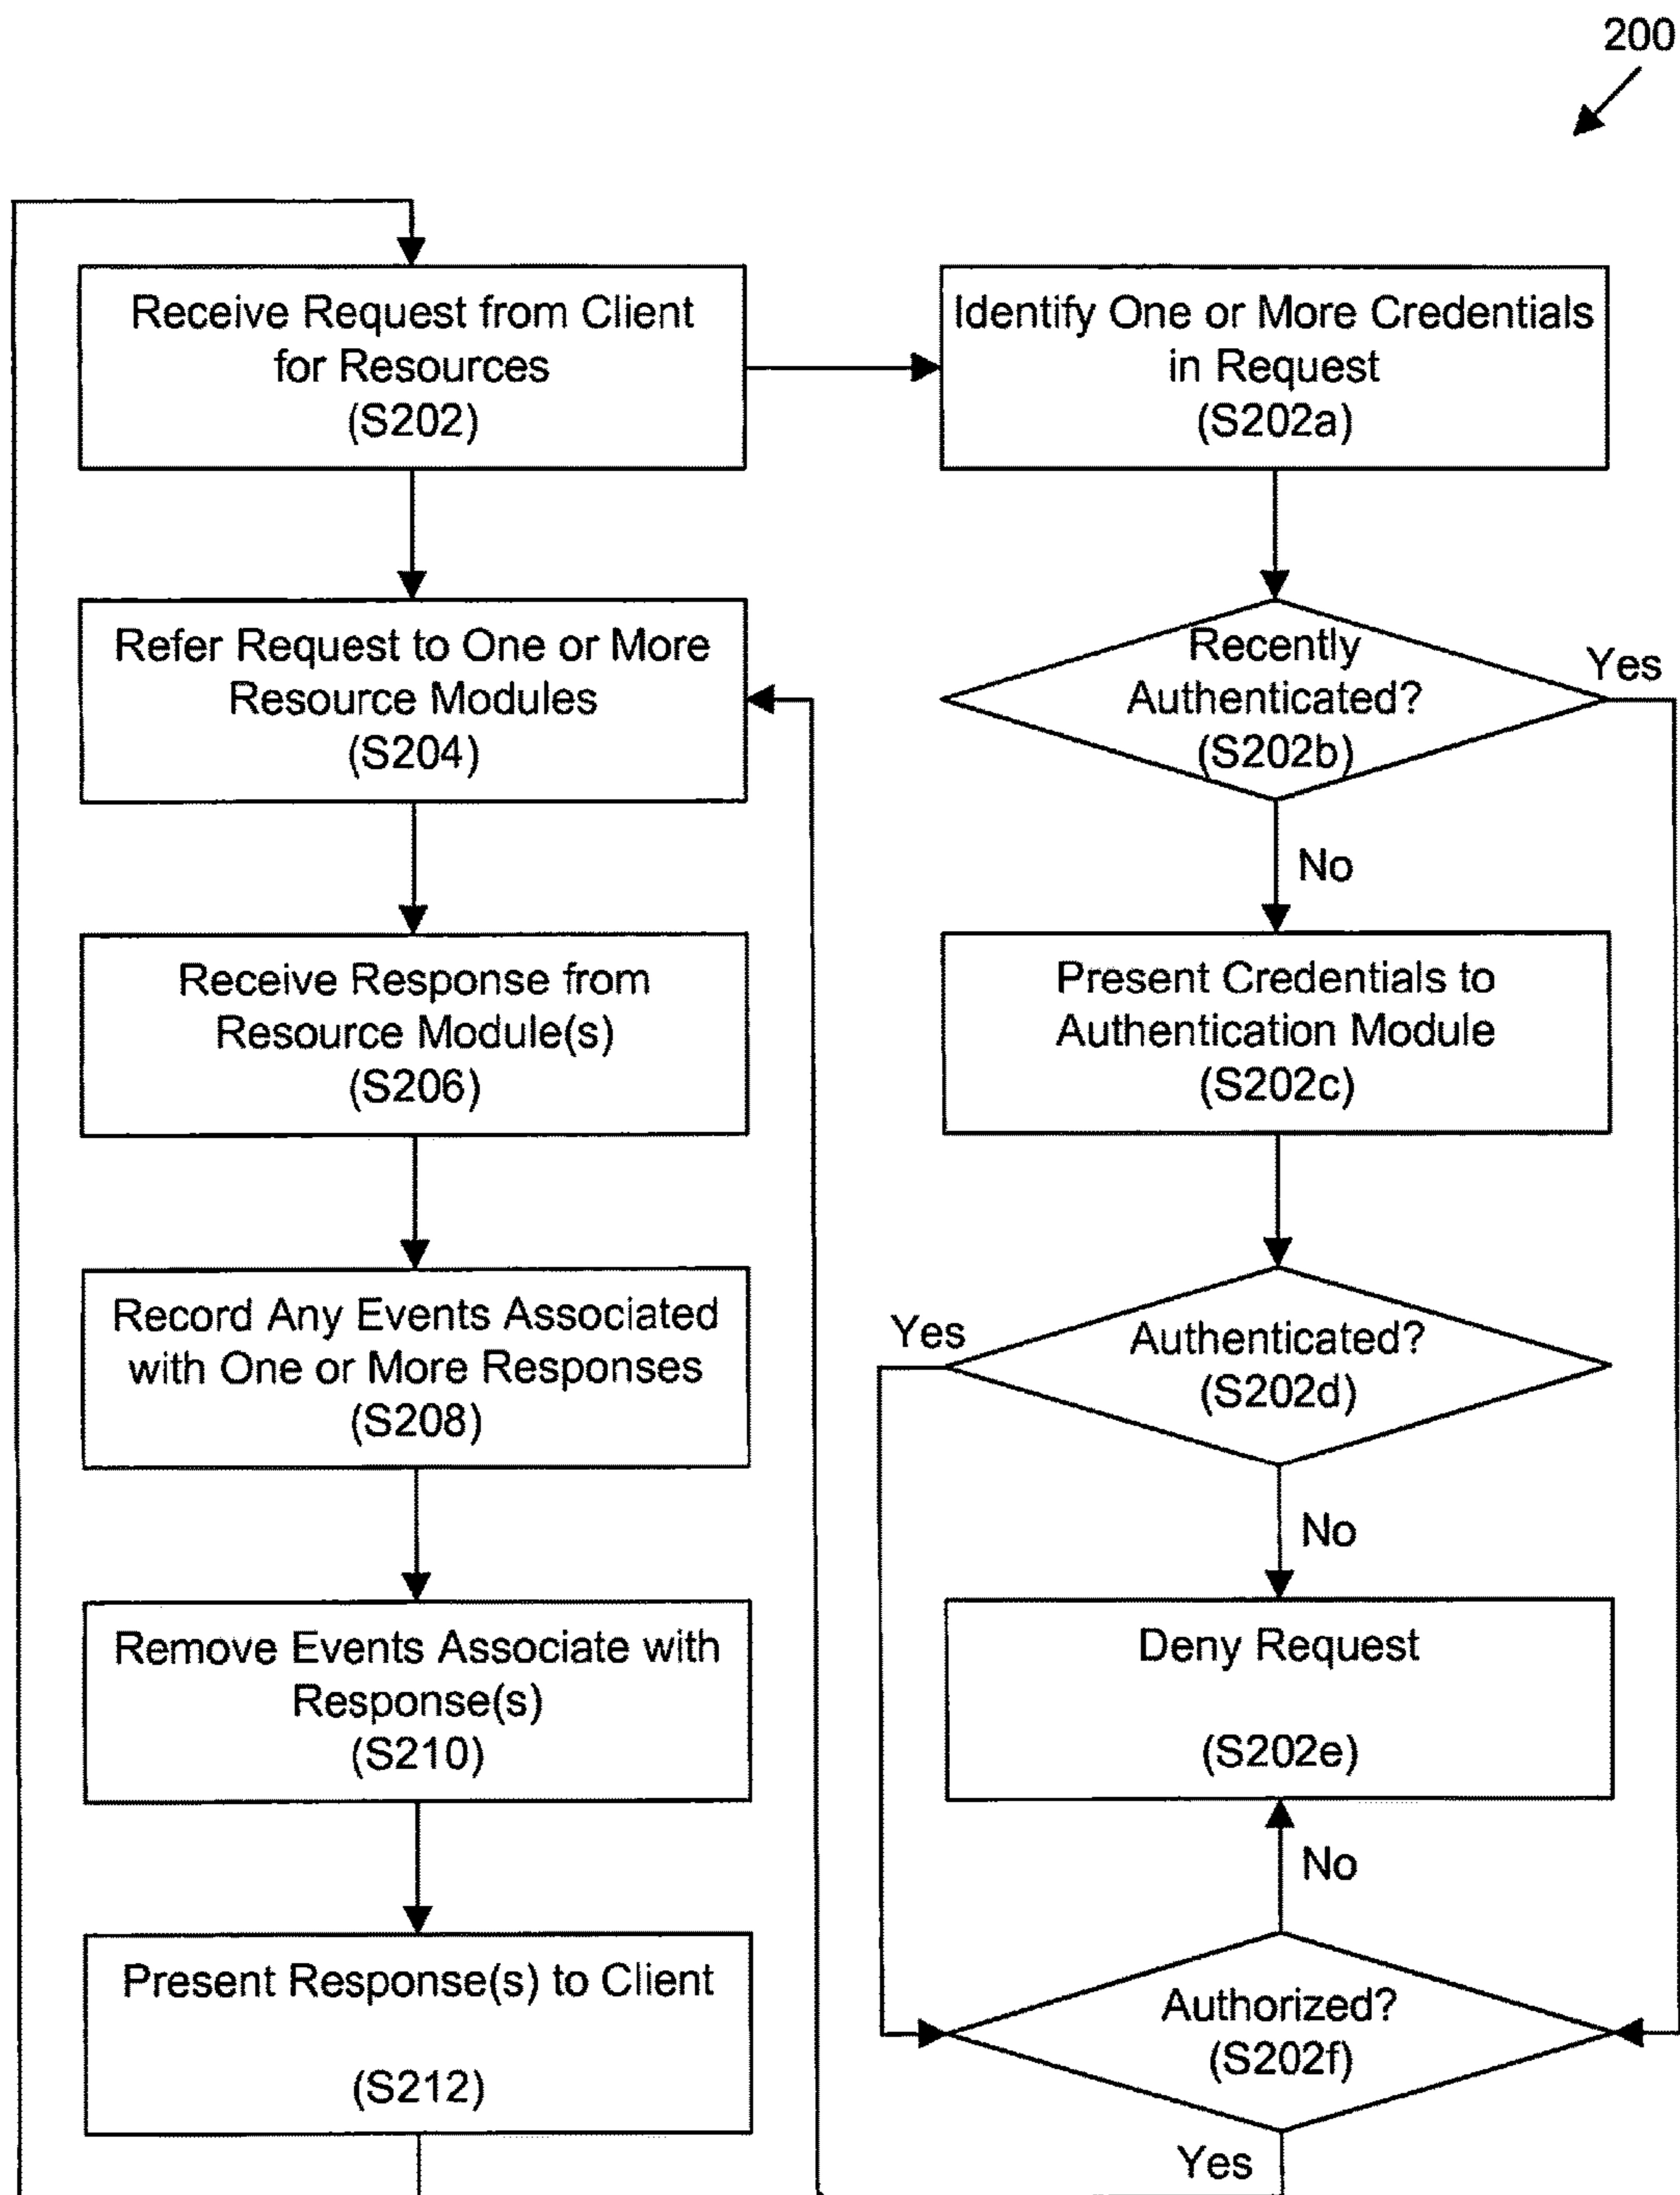 200
Receive Request from Client
for Resources
(S202)
Identify One or More Credentials
in Request
(S202a)
Refer Request to One or More
Resource Modules
(S204)
Recently
Authenticated?
(S202b)
Yes
No
Receive Response from
Resource Module(s)
(S206)
Present Credentials to
Authentication Module
(S202c)
Record Any Events Associated
with One or More Responses
(S208)
Yes
Authenticated?
(S202d)
No
Remove Events Associate with
Response(s)
(S210)
Deny Request
(S202e)
No
Present Response(s) to Client
(S212)
Authorized?
(S202f)
Yes